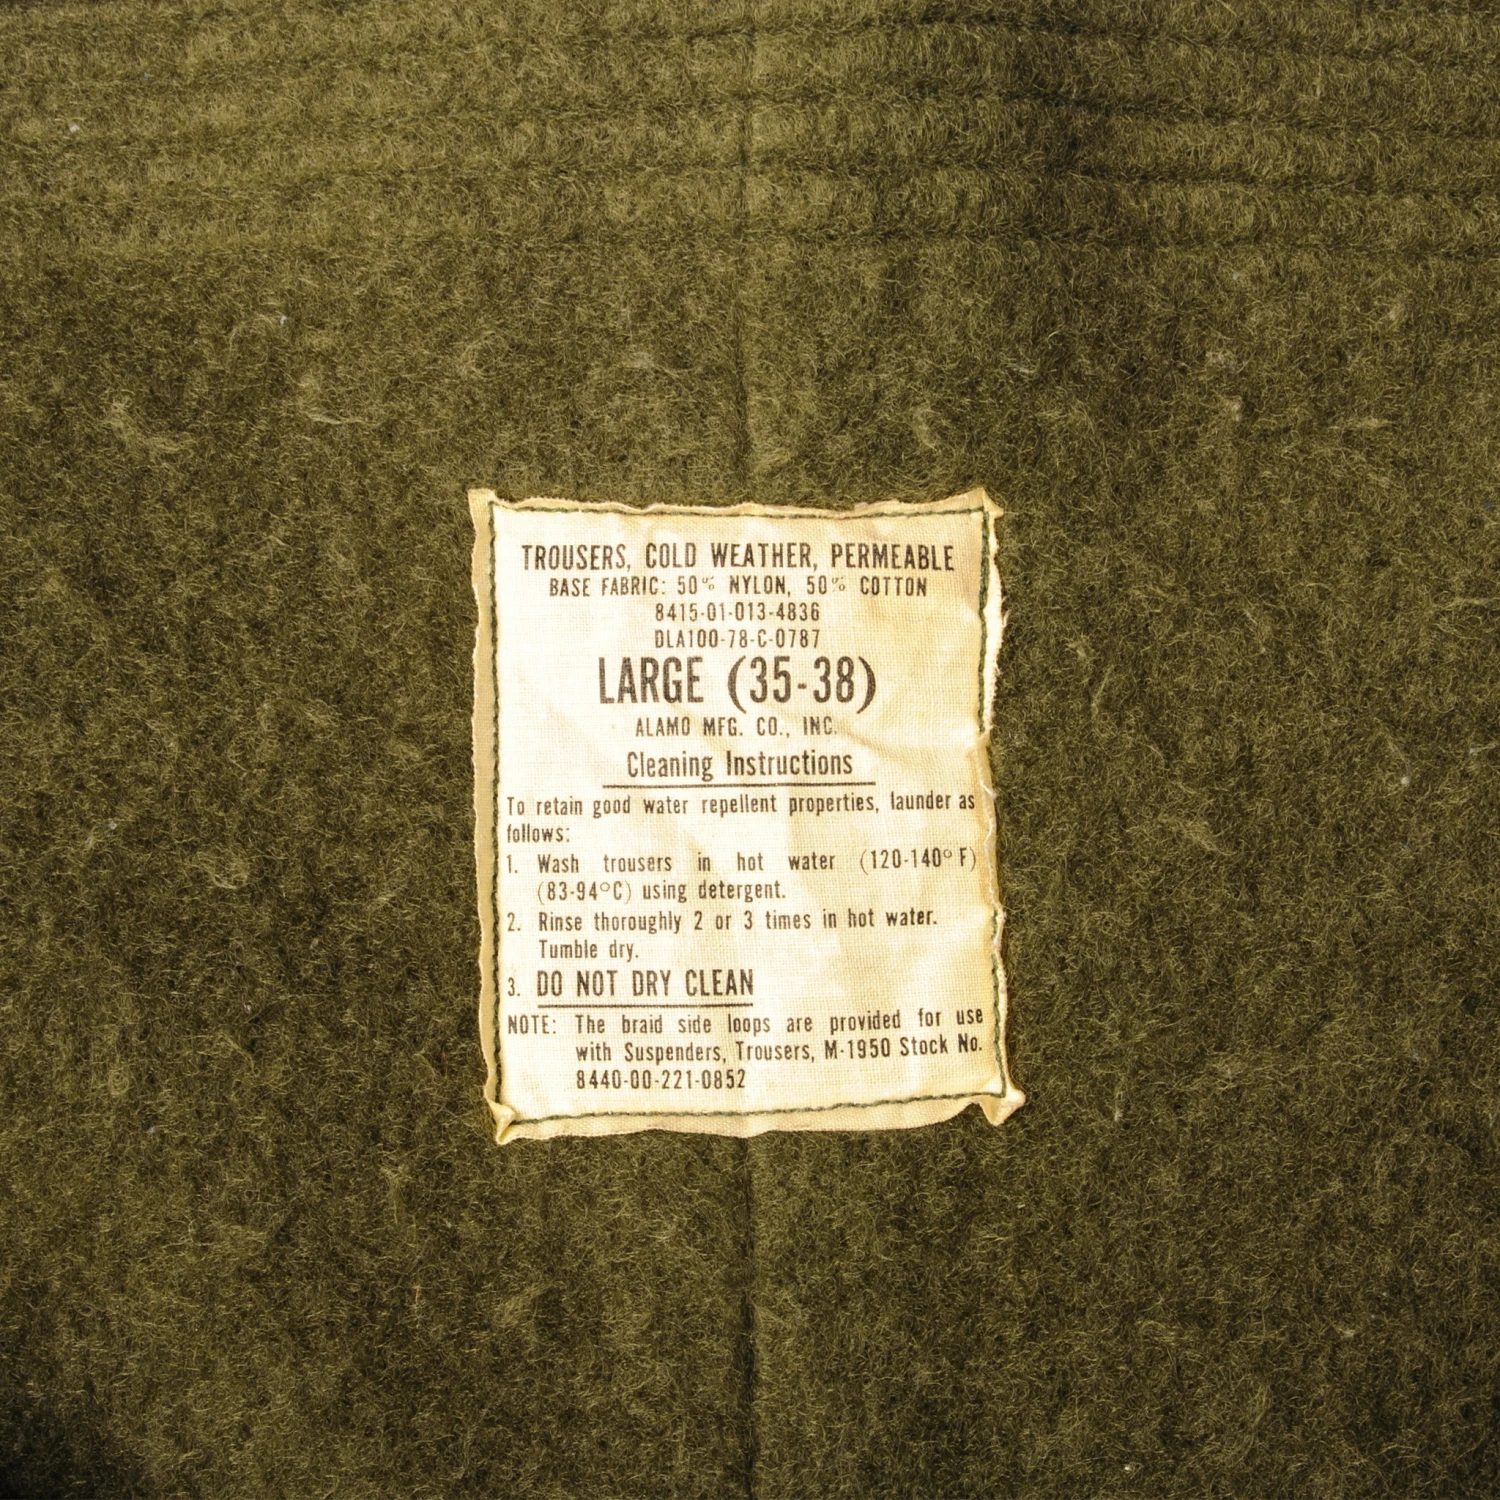 TROUSERS, COLD WEATHER, PERMEABLE
BASE FABRIC: 50% NYLON, 50% COTTON
8415-01-013-4836
DLA100-78-C-0787
LARGE (35-38)
ALAMO MFG. CO., INC.
Cleaning Instructions
To retain good water repellent properties, launder as
follows:
1. Wash trousers in hot water (120-140° F)
(83-94°C) using detergent.
2. Rinse thoroughly 2 or 3 times in hot water.
Tumble dry.
3. DO NOT DRY CLEAN
NOTE: The braid side loops are provided for use
with Suspenders, Trousers, M-1950 Stock No.
8440-00-221-0852